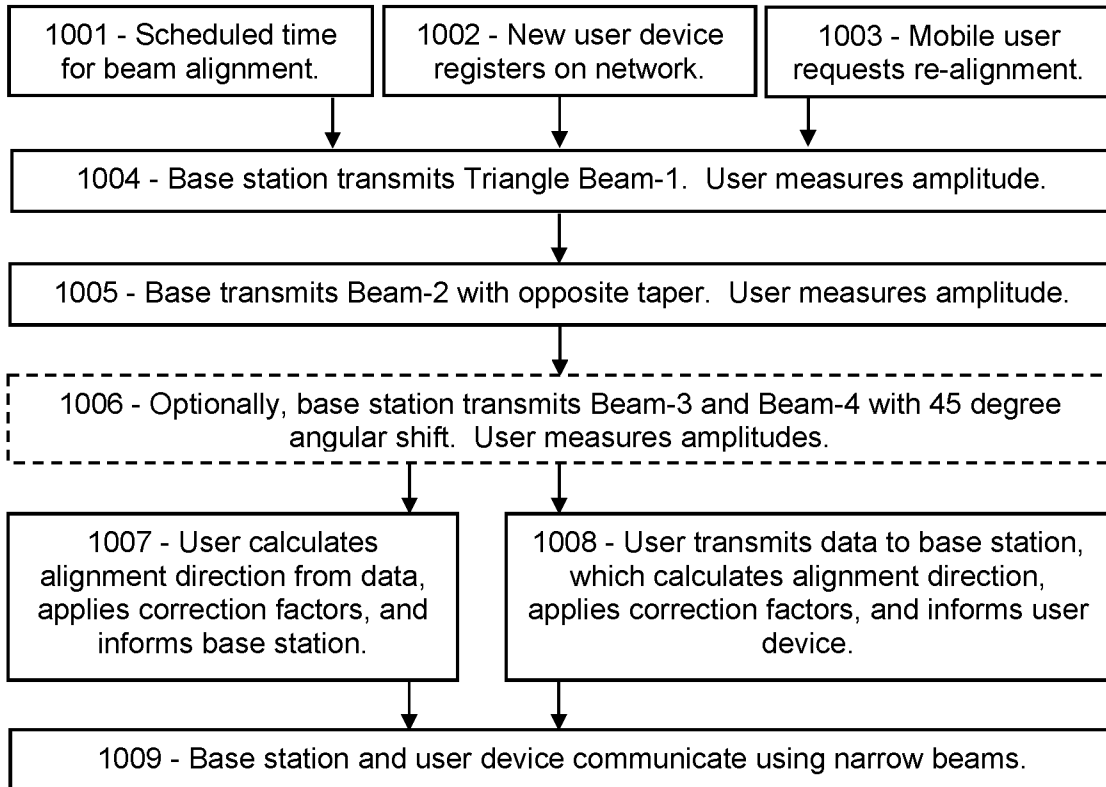 1001 - Scheduled time
for beam alignment.
1002 - New user device
registers on network.
1003 - Mobile user
requests re-alignment.
1004 - Base station transmits Triangle Beam-1.  User measures amplitude.
1005 - Base transmits Beam-2 with opposite taper.  User measures amplitude.
1006 - Optionally, base station transmits Beam-3 and Beam-4 with 45 degree
angular shift.  User measures amplitudes.
1007 - User calculates
alignment direction from data,
applies correction factors, and
informs base station.
1008 - User transmits data to base station,
which calculates alignment direction,
applies correction factors, and informs user
device.
1009 - Base station and user device communicate using narrow beams.